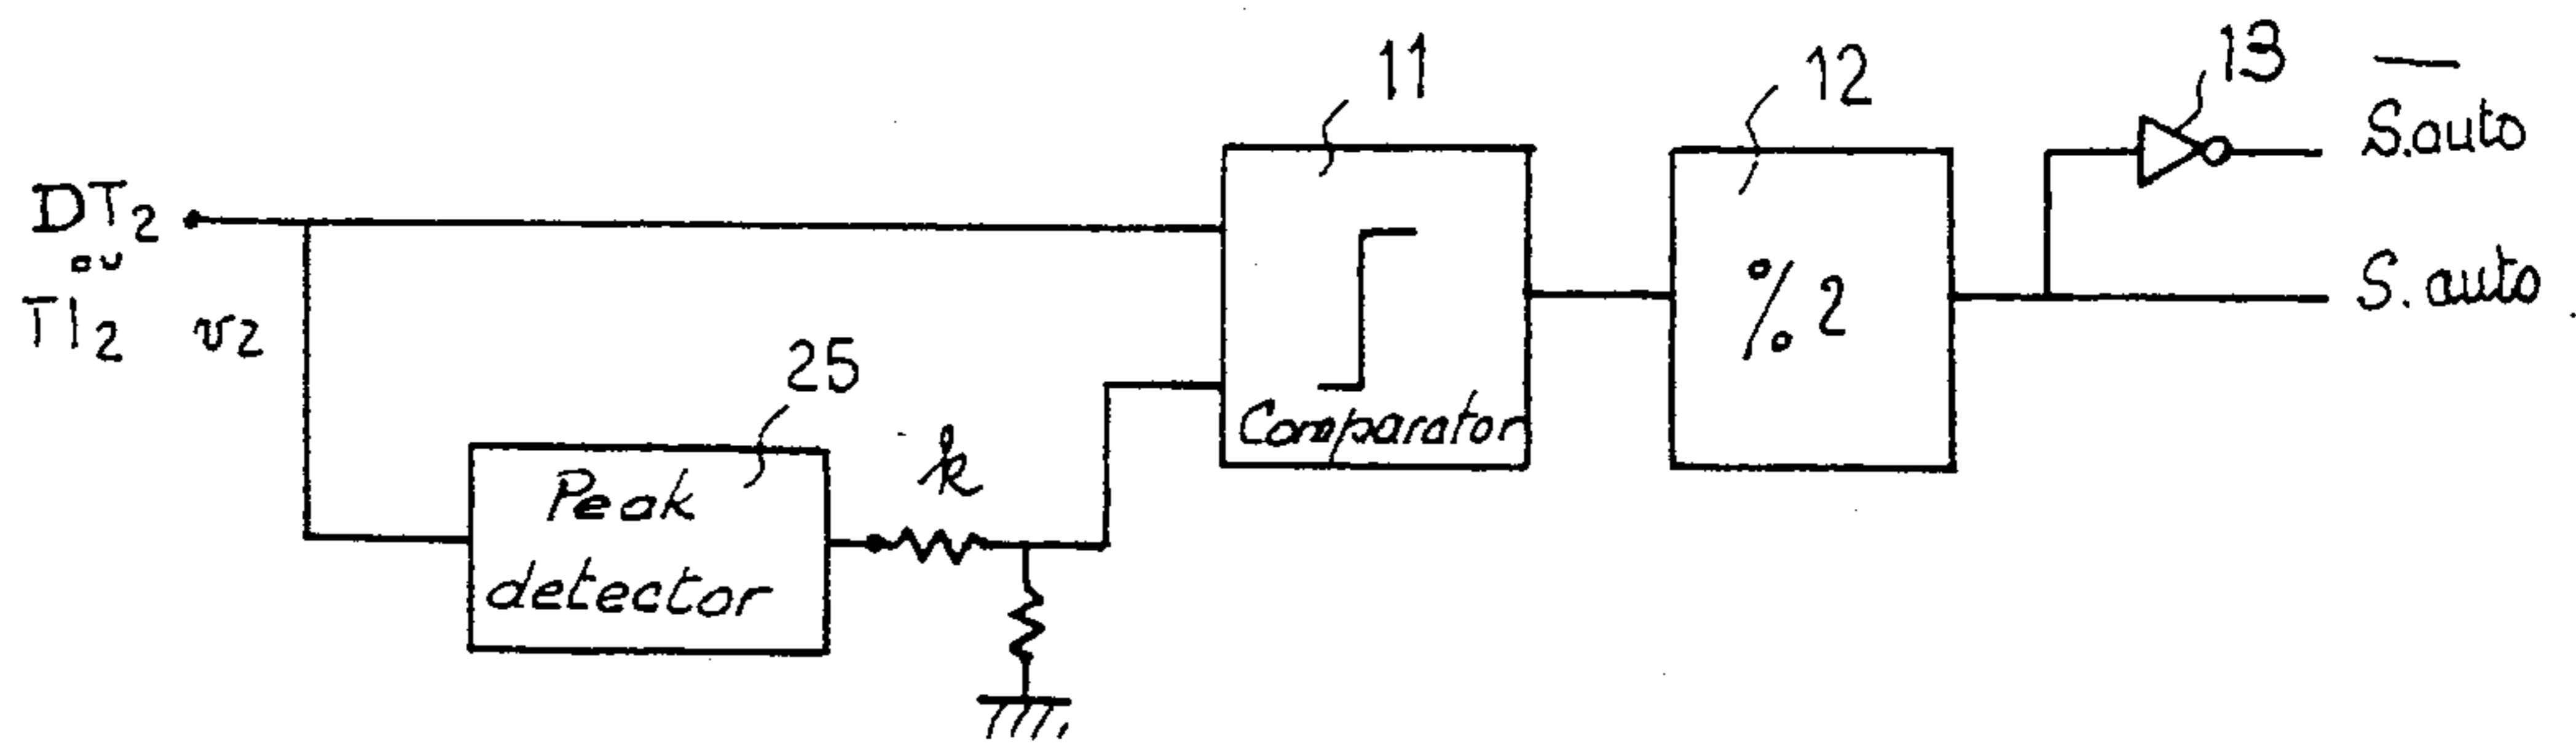 DT2
ou
TI2 v2
25
Peak
detector
k
11
Comparator
12
% 2
13
S.auto
S. auto